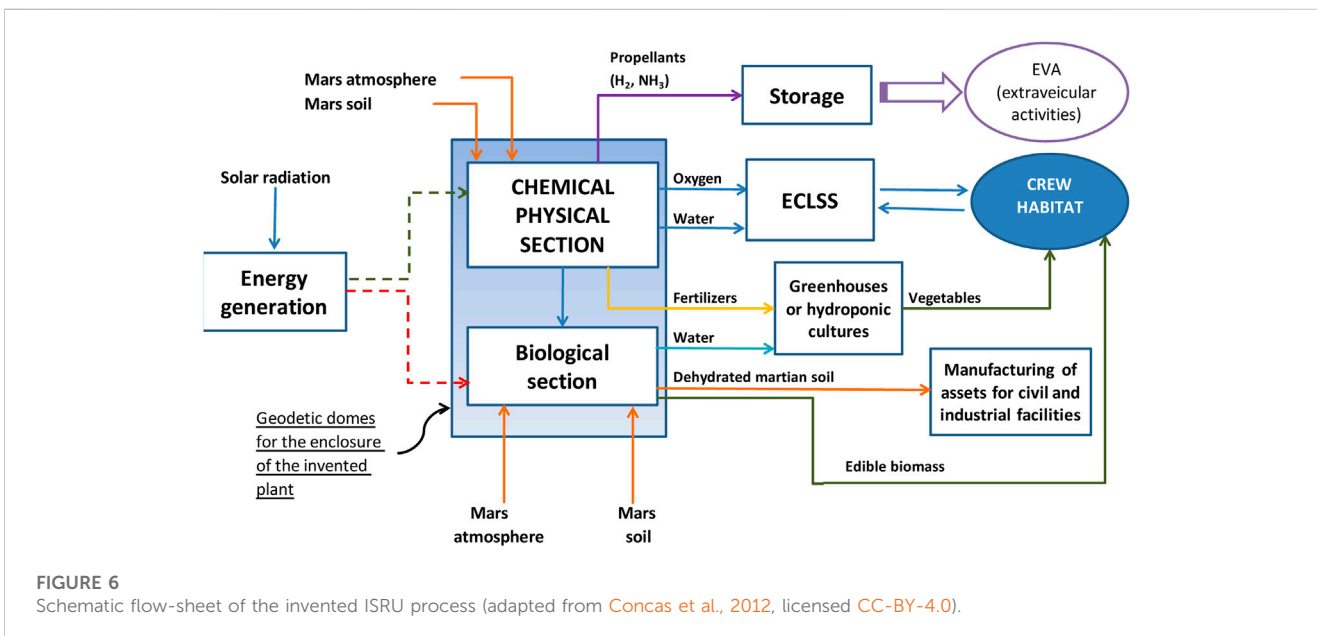 Mars atmosphere
Mars soil
Propellants
(H₂, NH₃)
Storage
EVA
(extraveicular
activities)
Solar radiation
CHEMICAL
PHYSICAL
SECTION
Oxygen
Water
ECLSS
CREW
HABITAT
Energy
generation
Fertilizers
Greenhouses
or hydroponic
cultures
Vegetables
Biological
section
Water
Dehydrated martian soil
Manufacturing of
assets for civil and
industrial facilities
Geodetic domes
for the enclosure
of the invented
plant
Edible biomass
Mars
atmosphere
Mars
soil
FIGURE 6
Schematic flow-sheet of the invented ISRU process (adapted from Concas et al., 2012, licensed CC-BY-4.0).